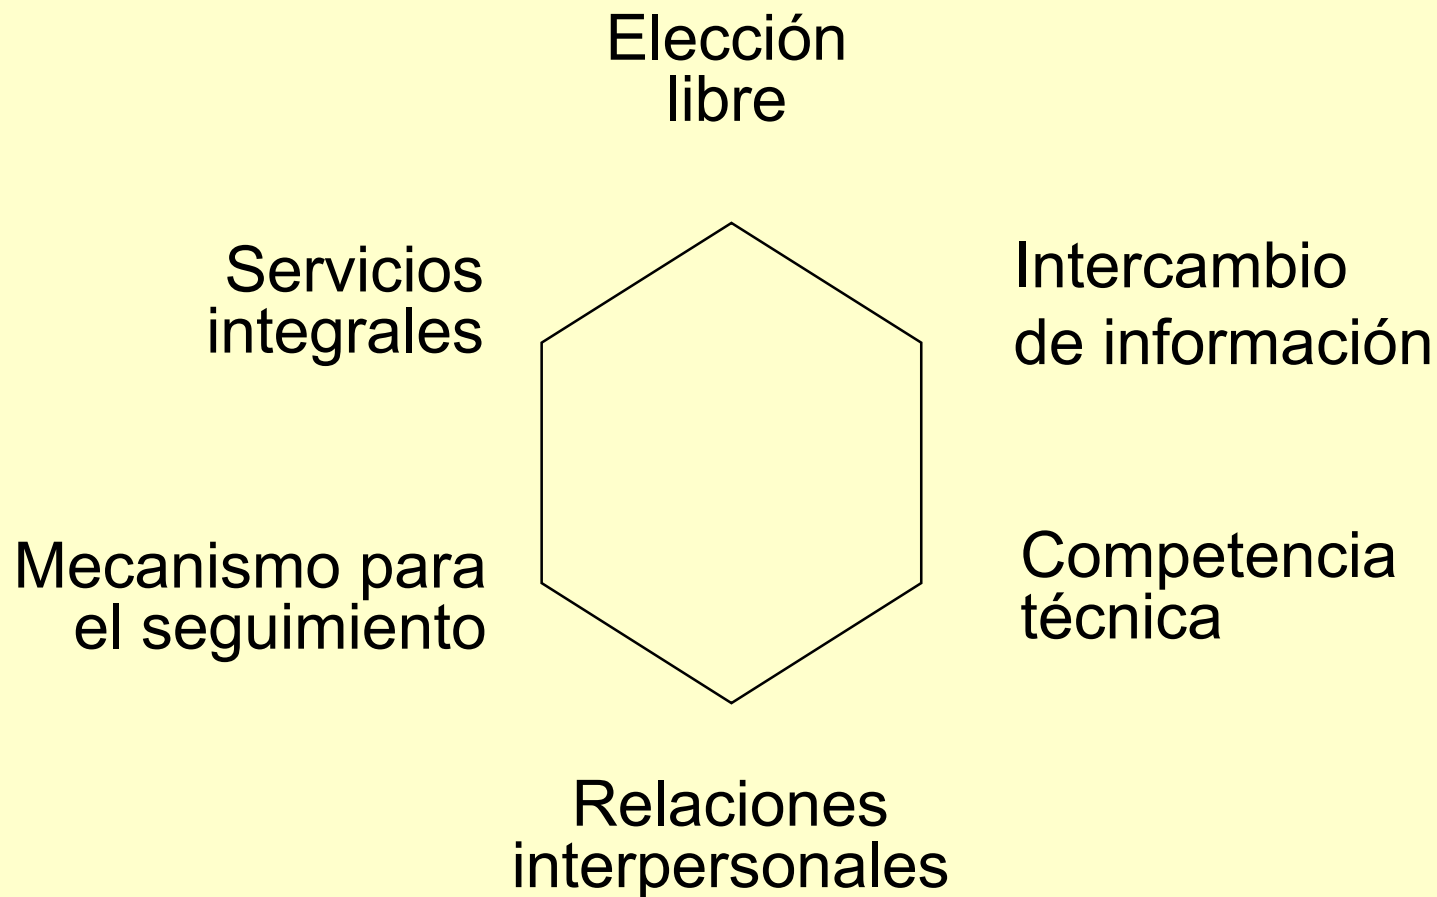 Elección
libre
Servicios
integrales
Intercambio
de información
Mecanismo para
el seguimiento
Competencia
técnica
Relaciones
interpersonales